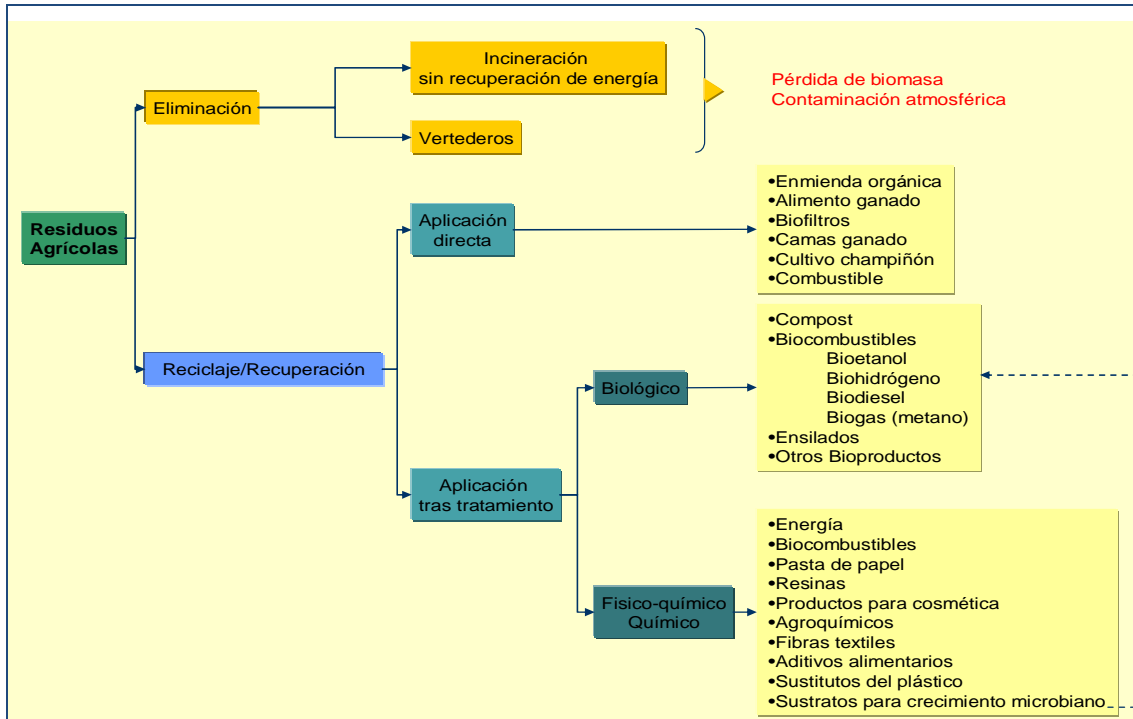 Incineración
sin recuperación de energía
Pérdida de biomasa
Contaminación atmosférica
Eliminación
Vertederos
Residuos
Agrícolas
Aplicación
directa
•Enmienda orgánica
•Alimento ganado
•Biofiltros
•Camas ganado
•Cultivo champiñón
•Combustible
Reciclaje/Recuperación
Biológico
•Compost
•Biocombustibles
Bioetanol
Biohidrógeno
Biodiesel
Biogas (metano)
•Ensilados
•Otros Bioproductos
Aplicación
tras tratamiento
Fisico-químico
Químico
•Energía
•Biocombustibles
•Pasta de papel
•Resinas
•Productos para cosmética
•Agroquímicos
•Fibras textiles
•Aditivos alimentarios
•Sustitutos del plástico
•Sustratos para crecimiento microbiano